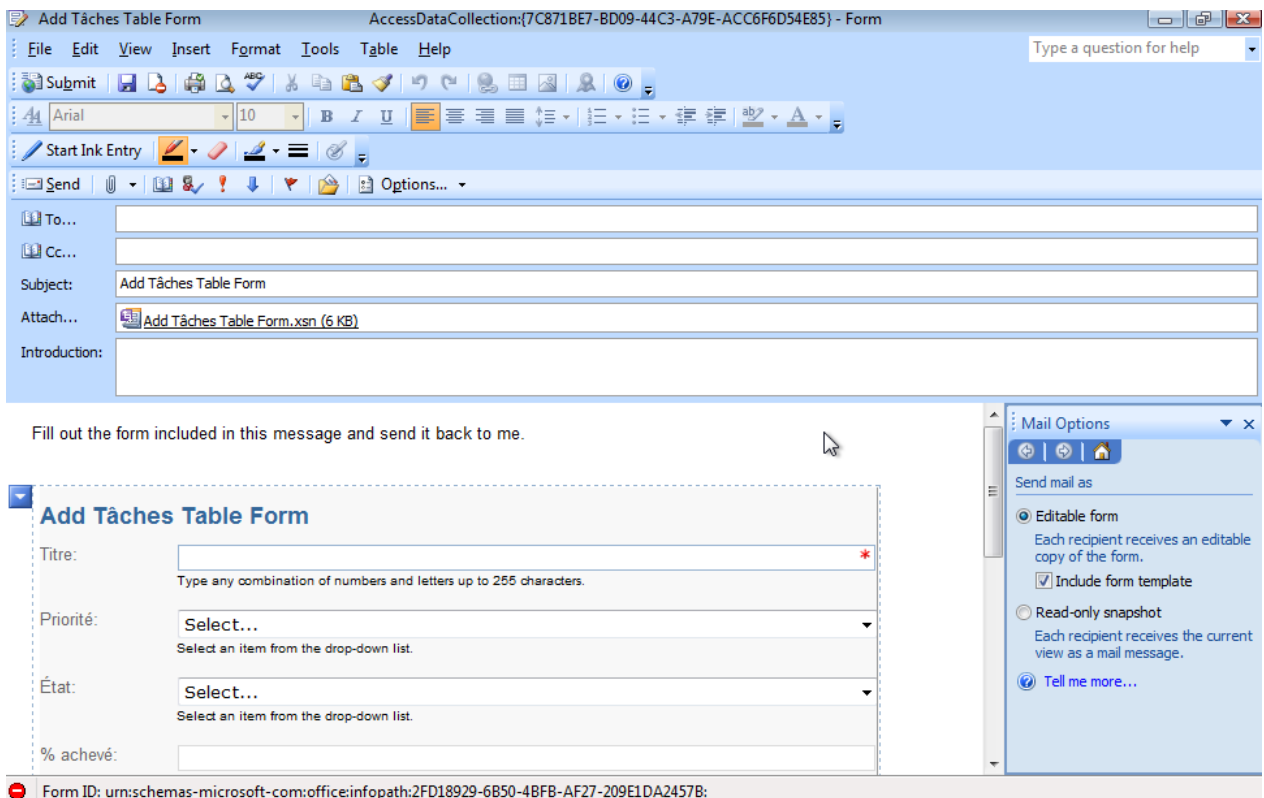 Add Tâches Table Form AccessDataCollection:{7C871BE7-BD09-44C3-A79E-ACC6F6D54E85} - Form
File Edit View Insert Format Tools Table Help Type a question for help
Submit
Arial 10 B I U
Start Ink Entry
Send Options...
To...
Cc...
Subject: Add Tâches Table Form
Attach... Add Tâches Table Form.xsn (6 KB)
Introduction:
Fill out the form included in this message and send it back to me.
Add Tâches Table Form
Titre: *
Type any combination of numbers and letters up to 255 characters.
Priorité: Select...
Select an item from the drop-down list.
État: Select...
Select an item from the drop-down list.
% achevé:
Mail Options
Send mail as
Editable form
Each recipient receives an editable
copy of the form.
Include form template
Read-only snapshot
Each recipient receives the current
view as a mail message.
Tell me more...
Form ID: urn:schemas-microsoft-com:office:infopath:2FD18929-6B50-4BFB-AF27-209E1DA2457B: